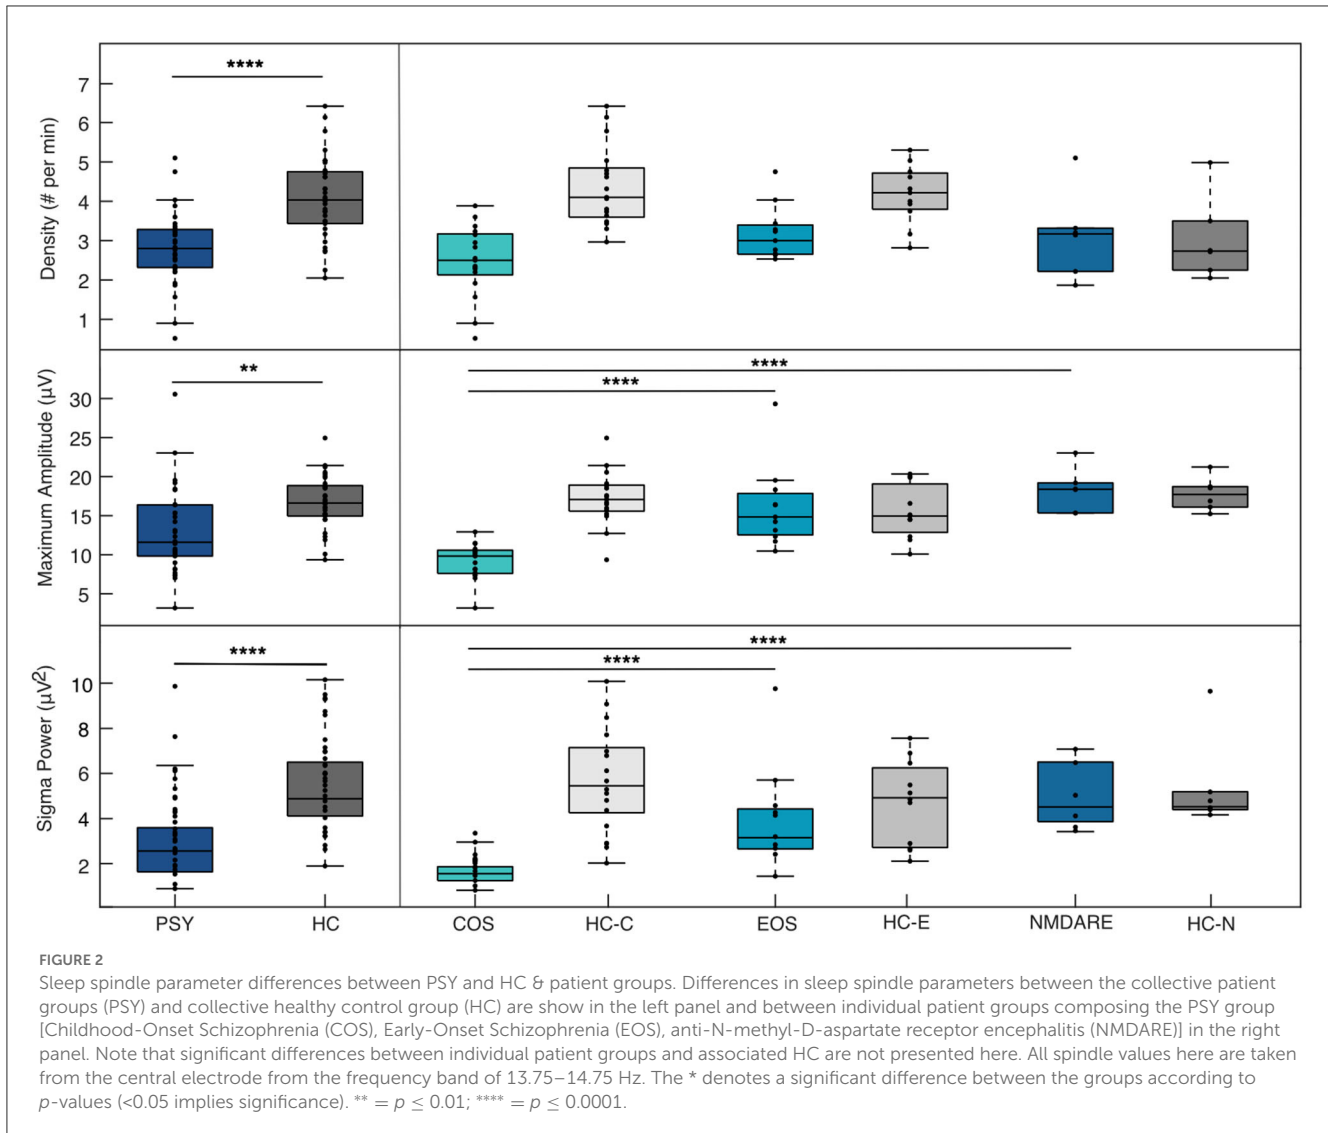 ****
7
6
5
4
3
2
1
Density (# per min)
**
****
****
30
25
20
15
10
5
Maximum Amplitude (µV)
****
****
****
10
8
6
4
2
Sigma Power (µV2)
PSY HC COS HC-C EOS HC-E NMDARE HC-N
FIGURE 2
Sleep spindle parameter differences between PSY and HC & patient groups. Differences in sleep spindle parameters between the collective patient
groups (PSY) and collective healthy control group (HC) are show in the left panel and between individual patient groups composing the PSY group
[Childhood-Onset Schizophrenia (COS), Early-Onset Schizophrenia (EOS), anti-N-methyl-D-aspartate receptor encephalitis (NMDARE)] in the right
panel. Note that significant differences between individual patient groups and associated HC are not presented here. All spindle values here are taken
from the central electrode from the frequency band of 13.75–14.75 Hz. The * denotes a significant difference between the groups according to
p-values (<0.05 implies significance). ** = p ≤ 0.01; **** = p ≤ 0.0001.